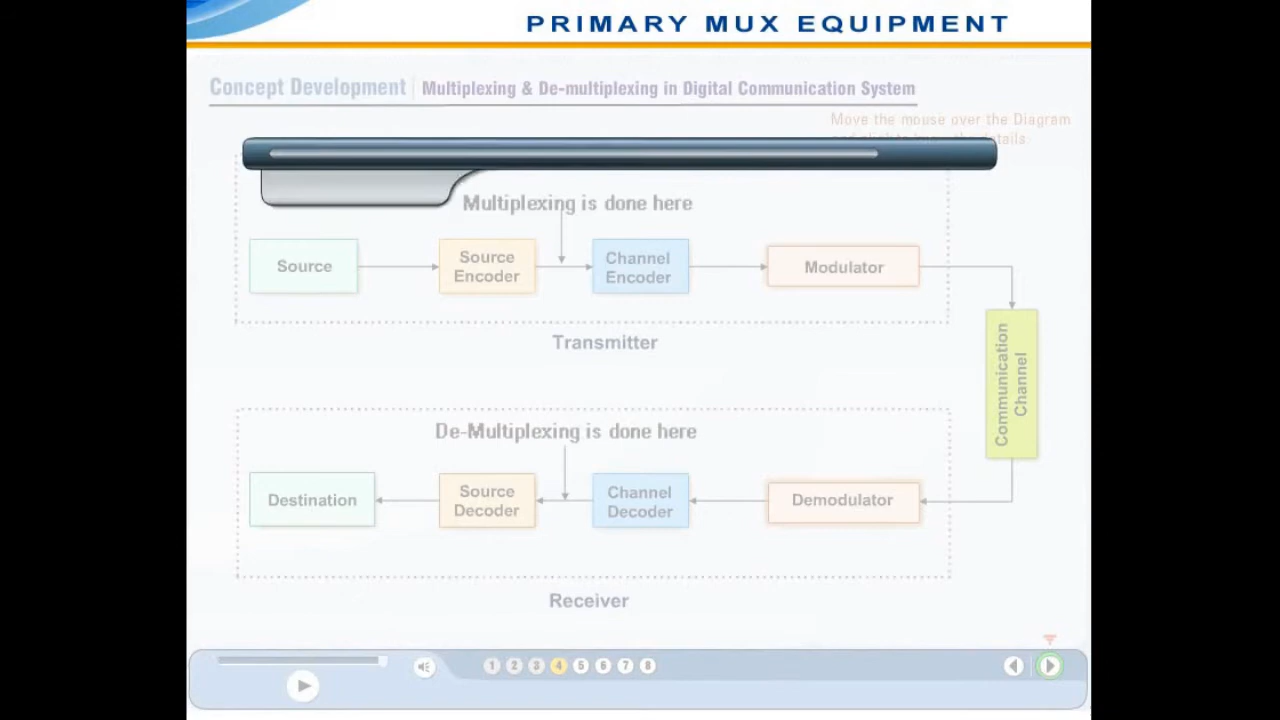 PRIMARY MUX EQUIPMENT
Concept Development | Multiplexing & De-multiplexing in Digital Communication System
Move the mouse over the Diagram
Multiplexing is done here
Source
Source
Encoder
Channel
Encoder
Modulator
Transmitter
Communication
Channel
De-Multiplexing is done here
Destination
Source
Decoder
Channel
Decoder
Demodulator
Receiver
1 2 3 4 5 6 7 8